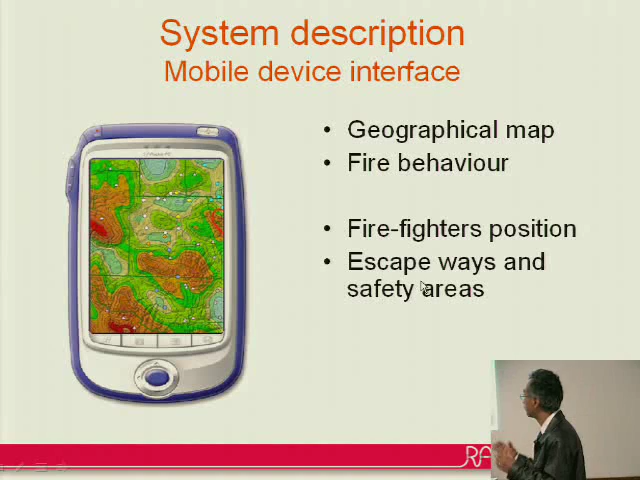 System description
Mobile device interface
• Geographical map
• Fire behaviour
• Fire-fighters position
• Escape ways and
safety areas